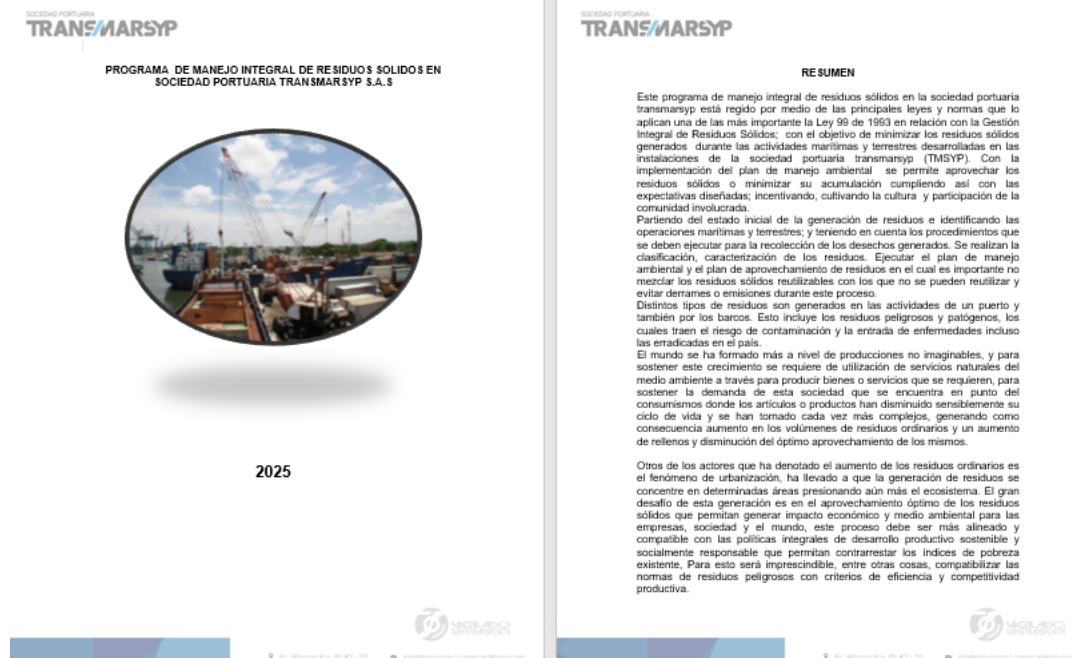 SOCIEDAD PORTUARIA
TRANSMARSYP
PROGRAMA DE MANEJO INTEGRAL DE RESIDUOS SOLIDOS EN
SOCIEDAD PORTUARIA TRANSMARSYP S.A.S
2025
VIGILADO
SUPERTRANSPORTE
SOCIEDAD PORTUARIA
TRANSMARSYP
RESUMEN
Este programa de manejo integral de residuos sólidos en la sociedad portuaria
transmarsyp está regido por medio de las principales leyes y normas que lo
aplican una de las más importante la Ley 99 de 1993 en relación con la Gestión
Integral de Residuos Sólidos; con el objetivo de minimizar los residuos sólidos
generados durante las actividades marítimas y terrestres desarrolladas en las
instalaciones de la sociedad portuaria transmarsyp (TMSYP). Con la
implementación del plan de manejo ambiental se permite aprovechar los
residuos sólidos o minimizar su acumulación cumpliendo así con las
expectativas diseñadas; incentivando, cultivando la cultura y participación de la
comunidad involucrada.
Partiendo del estado inicial de la generación de residuos e identificando las
operaciones marítimas y terrestres; y teniendo en cuenta los procedimientos que
se deben ejecutar para la recolección de los desechos generados. Se realizan la
clasificación, caracterización de los residuos. Ejecutar el plan de manejo
ambiental y el plan de aprovechamiento de residuos en el cual es importante no
mezclar los residuos sólidos reutilizables con los que no se pueden reutilizar y
evitar derrames o emisiones durante este proceso.
Distintos tipos de residuos son generados en las actividades de un puerto y
también por los barcos. Esto incluye los residuos peligrosos y patógenos, los
cuales traen el riesgo de contaminación y la entrada de enfermedades incluso
las erradicadas en el país.
El mundo se ha formado más a nivel de producciones no imaginables, y para
sostener este crecimiento se requiere de utilización de servicios naturales del
medio ambiente a través para producir bienes o servicios que se requieren, para
sostener la demanda de esta sociedad que se encuentra en punto del
consumismos donde los artículos o productos han disminuido sensiblemente su
ciclo de vida y se han tornado cada vez más complejos, generando como
consecuencia aumento en los volúmenes de residuos ordinarios y un aumento
de rellenos y disminución del óptimo aprovechamiento de los mismos.
Otros de los actores que ha denotado el aumento de los residuos ordinarios es
el fenómeno de urbanización, ha llevado a que la generación de residuos se
concentre en determinadas áreas presionando aún más el ecosistema. El gran
desafío de esta generación es en el aprovechamiento óptimo de los residuos
sólidos que permitan generar impacto económico y medio ambiental para las
empresas, sociedad y el mundo, este proceso debe ser más alineado y
compatible con las políticas integrales de desarrollo productivo sostenible y
socialmente responsable que permitan contrarrestar los índices de pobreza
existente, Para esto será imprescindible, entre otras cosas, compatibilizar las
normas de residuos peligrosos con criterios de eficiencia y competitividad
productiva.
VIGILADO
SUPERTRANSPORTE